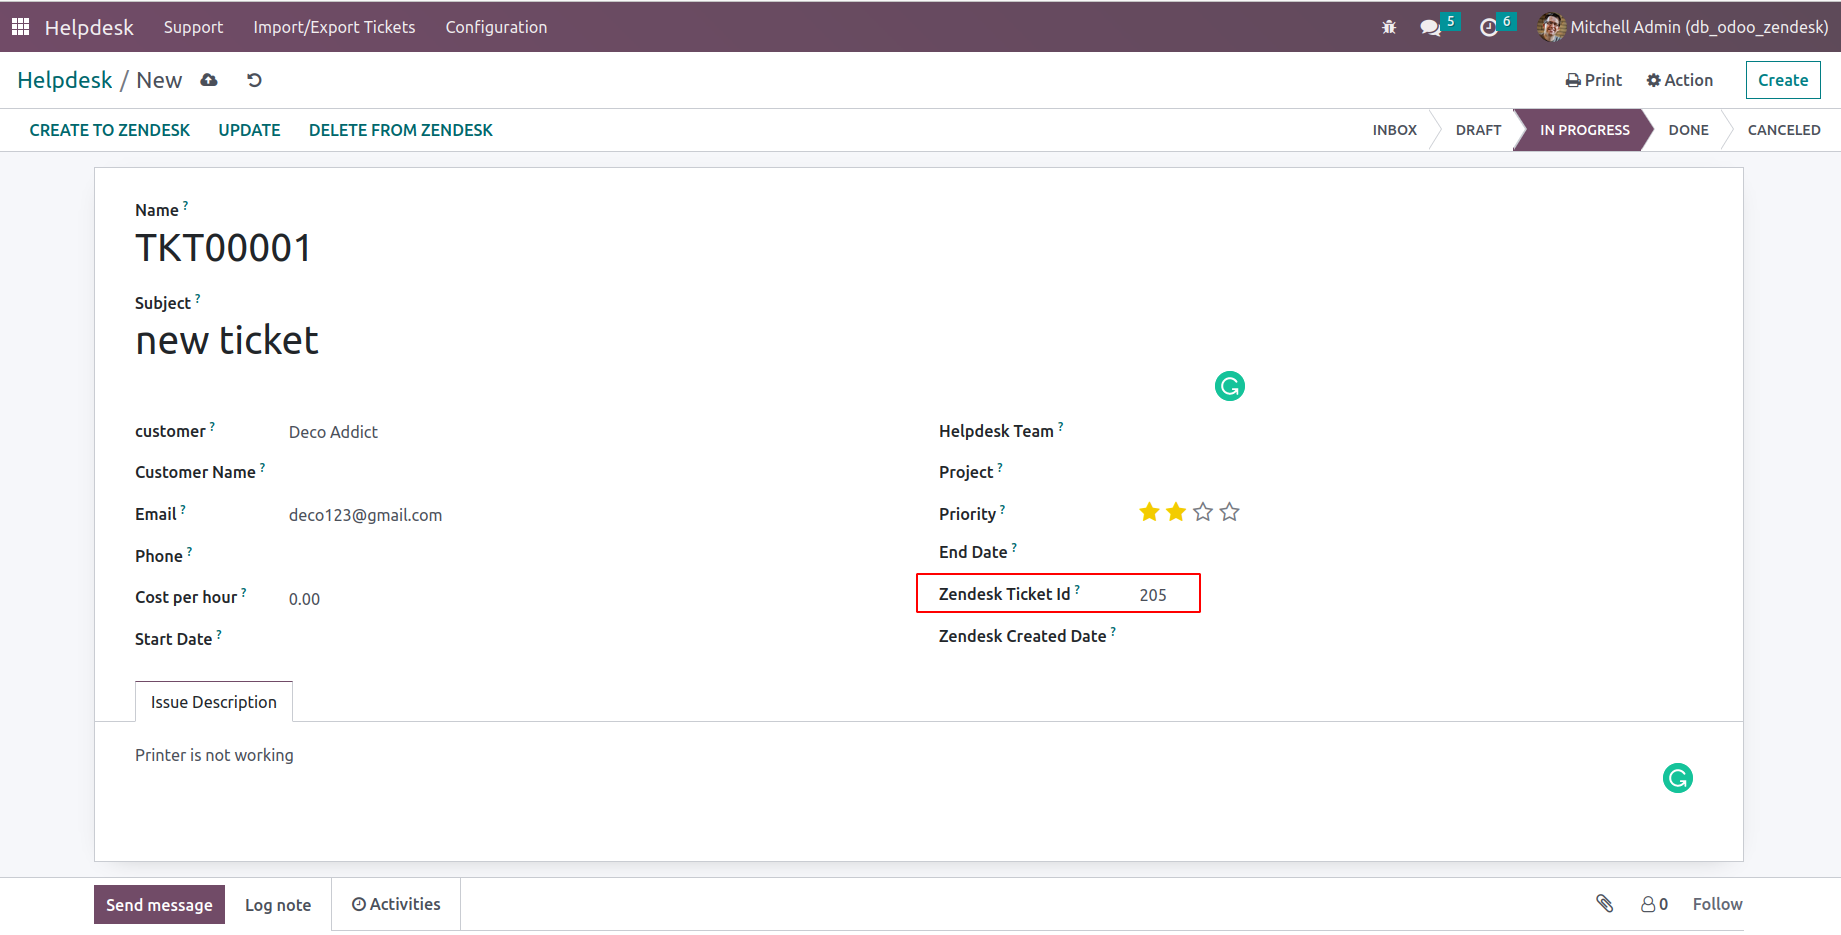 Helpdesk Support Import/Export Tickets Configuration 5 6 Mitchell Admin (db_odoo_zendesk)
Helpdesk / New Print Action Create
CREATE TO ZENDESK UPDATE DELETE FROM ZENDESK INBOX DRAFT IN PROGRESS DONE CANCELED
Name ?
TKT00001
Subject ?
new ticket
customer ? Deco Addict Helpdesk Team ?
Customer Name ? Project ?
Email ? deco123@gmail.com Priority ?
Phone ? End Date ?
Cost per hour ? 0.00 Zendesk Ticket Id ? 205
Start Date ? Zendesk Created Date ?
Issue Description
Printer is not working
Send message Log note Activities 0 Follow